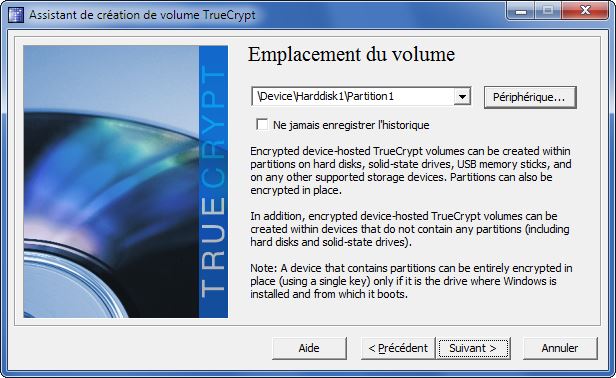 Assistant de création de volume TrueCrypt
Emplacement du volume
\Device\Harddisk1\Partition1
Périphérique...
Ne jamais enregistrer l'historique
Encrypted device-hosted TrueCrypt volumes can be created within
partitions on hard disks, solid-state drives, USB memory sticks, and
on any other supported storage devices. Partitions can also be
encrypted in place.
In addition, encrypted device-hosted TrueCrypt volumes can be
created within devices that do not contain any partitions (including
hard disks and solid-state drives).
Note: A device that contains partitions can be entirely encrypted in
place (using a single key) only if it is the drive where Windows is
installed and from which it boots.
TRUECRYPT
Aide
< Précédent
Suivant >
Annuler